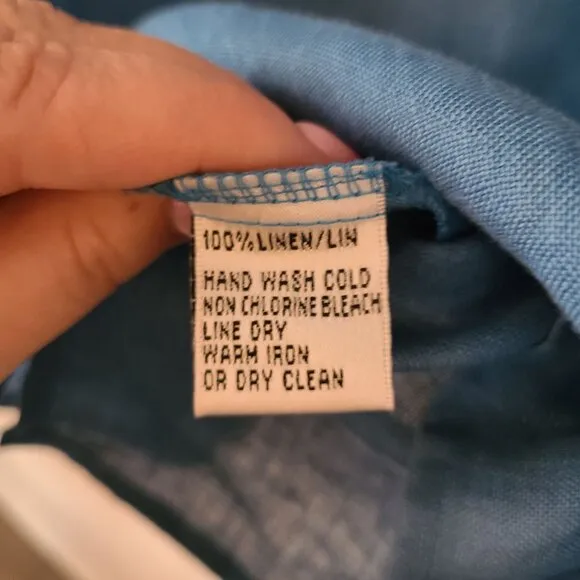 100% LINEN/LIN
HAND WASH COLD
NON CHLORINE BLEACH
LINE DRY
WARM IRON
OR DRY CLEAN